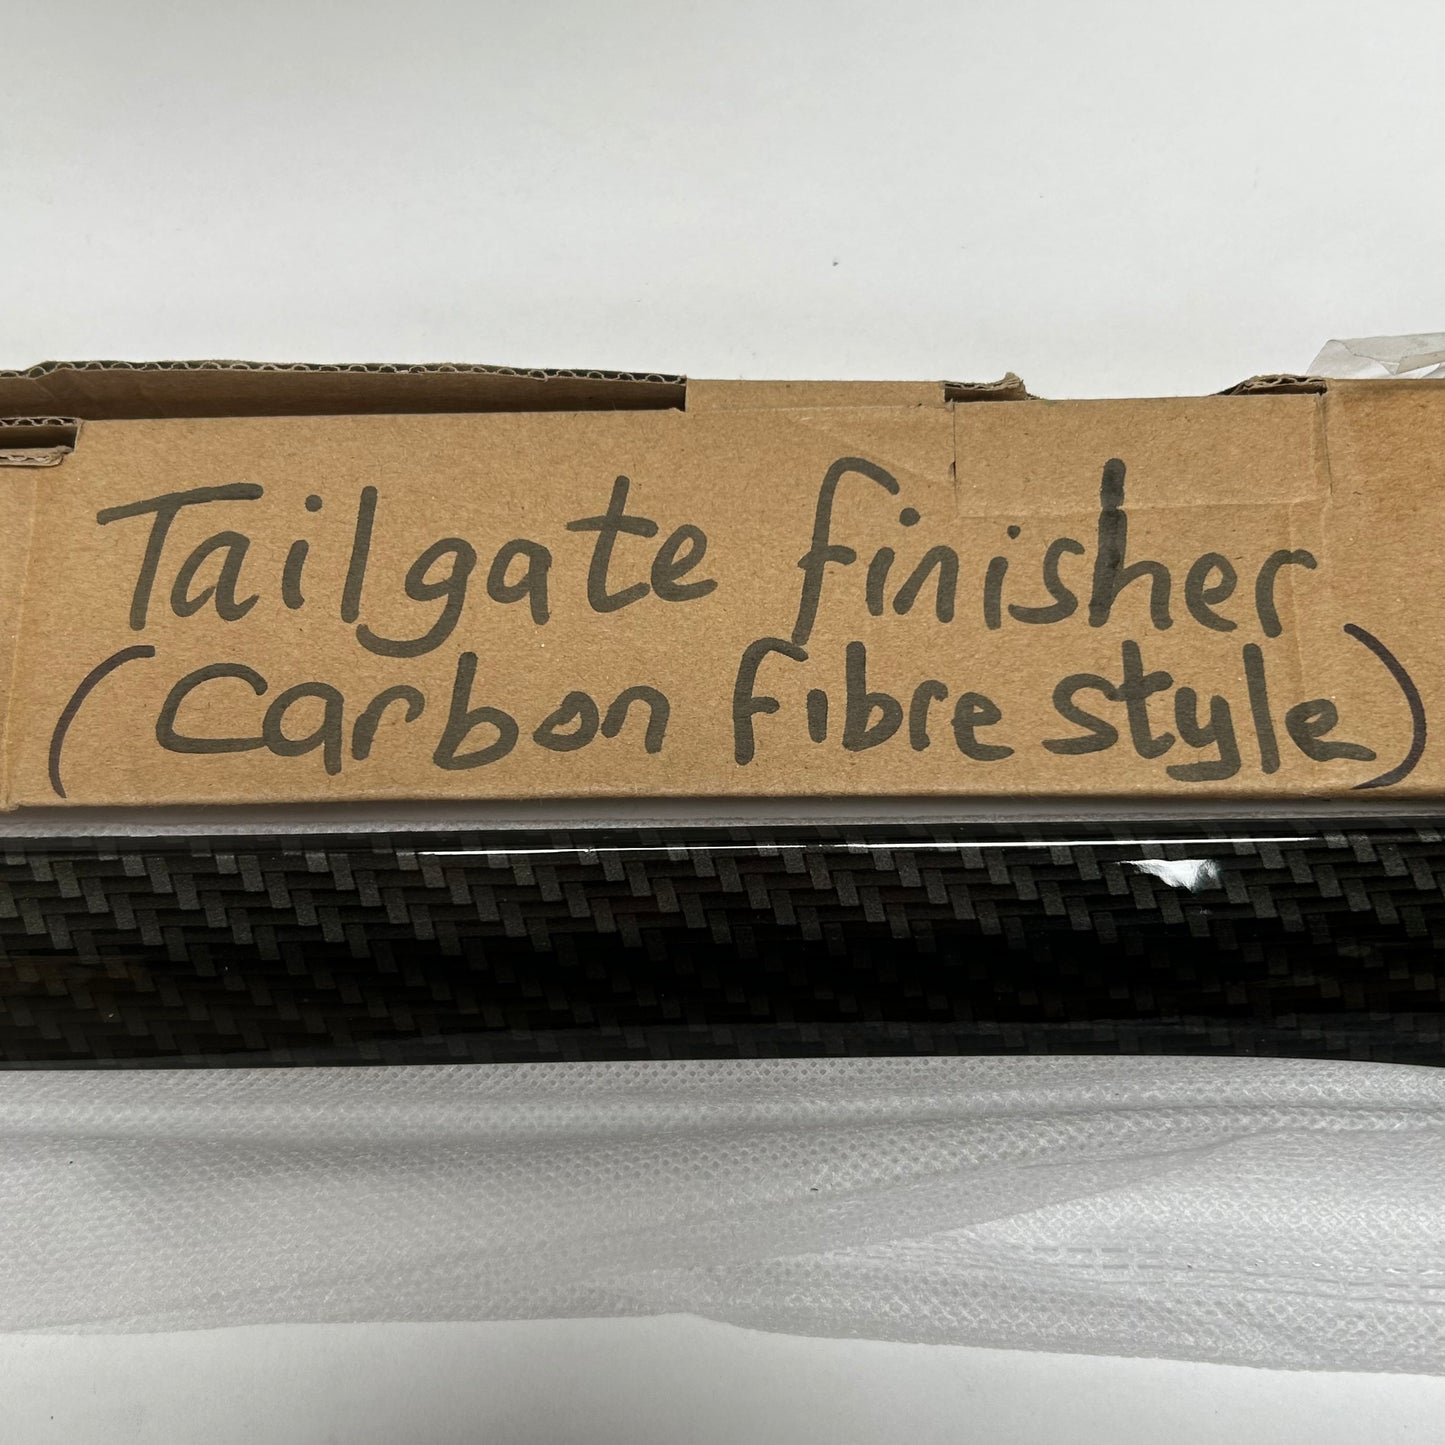 Tailgate finisher
(Carbon fibre style)